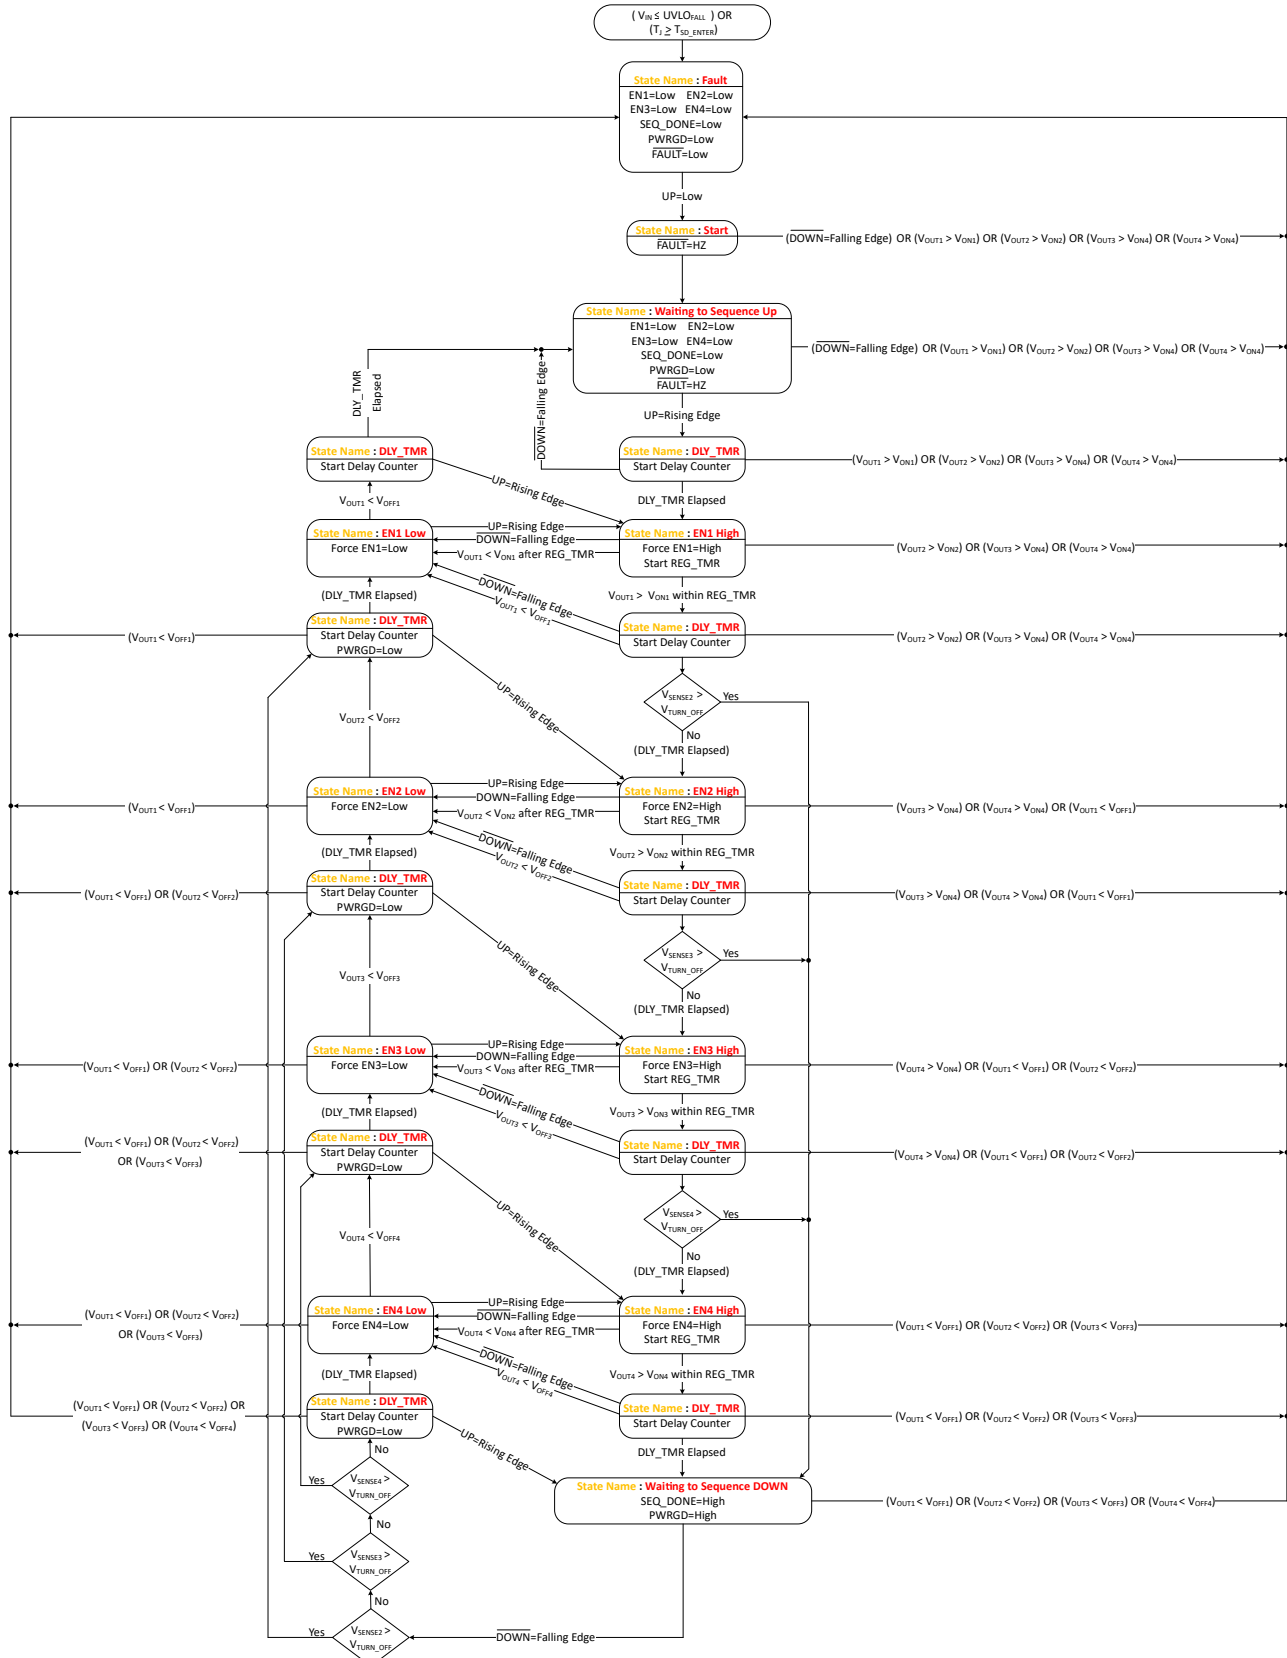 ( VIN ≤ UVLOFALL ) OR
(TJ ≥ TSD_ENTER)
State Name : Fault
EN1=Low EN2=Low
EN3=Low EN4=Low
SEQ_DONE=Low
PWRGD=Low
FAULT=Low
UP=Low
State Name : Start
FAULT=HZ
(DOWN=Falling Edge) OR (VOUT1 > VON1) OR (VOUT2 > VON2) OR (VOUT3 > VON4) OR (VOUT4 > VON4)
State Name : Waiting to Sequence Up
EN1=Low EN2=Low
EN3=Low EN4=Low
SEQ_DONE=Low
PWRGD=Low
FAULT=HZ
(DOWN=Falling Edge) OR (VOUT1 > VON1) OR (VOUT2 > VON2) OR (VOUT3 > VON4) OR (VOUT4 > VON4)
DLY_TMR
Elapsed
DOWN=Falling Edge
UP=Rising Edge
State Name : DLY_TMR
Start Delay Counter
State Name : DLY_TMR
Start Delay Counter
(VOUT1 > VON1) OR (VOUT2 > VON2) OR (VOUT3 > VON4) OR (VOUT4 > VON4)
UP=Rising Edge
VOUT1 < VOFF1
DLY_TMR Elapsed
State Name : EN1 Low
Force EN1=Low
UP=Rising Edge
DOWN=Falling Edge
VOUT1 < VON1 after REG_TMR
State Name : EN1 High
Force EN1=High
Start REG_TMR
(VOUT2 > VON2) OR (VOUT3 > VON4) OR (VOUT4 > VON4)
(DLY_TMR Elapsed)
DOWN=Falling Edge
VOUT1 < VOFF1
VOUT1 > VON1 within REG_TMR
(VOUT1 < VOFF1)
State Name : DLY_TMR
Start Delay Counter
PWRGD=Low
State Name : DLY_TMR
Start Delay Counter
(VOUT2 > VON2) OR (VOUT3 > VON4) OR (VOUT4 > VON4)
UP=Rising Edge
VSENSE2 >
VTURN_OFF
Yes
No
(DLY_TMR Elapsed)
VOUT2 < VOFF2
(VOUT1 < VOFF1)
State Name : EN2 Low
Force EN2=Low
UP=Rising Edge
DOWN=Falling Edge
VOUT2 < VON2 after REG_TMR
State Name : EN2 High
Force EN2=High
Start REG_TMR
(VOUT3 > VON4) OR (VOUT4 > VON4) OR (VOUT1 < VOFF1)
(DLY_TMR Elapsed)
DOWN=Falling Edge
VOUT2 < VOFF2
VOUT2 > VON2 within REG_TMR
(VOUT1 < VOFF1) OR (VOUT2 < VOFF2)
State Name : DLY_TMR
Start Delay Counter
PWRGD=Low
State Name : DLY_TMR
Start Delay Counter
(VOUT3 > VON4) OR (VOUT4 > VON4) OR (VOUT1 < VOFF1)
UP=Rising Edge
VSENSE3 >
VTURN_OFF
Yes
No
(DLY_TMR Elapsed)
VOUT3 < VOFF3
(VOUT1 < VOFF1) OR (VOUT2 < VOFF2)
State Name : EN3 Low
Force EN3=Low
UP=Rising Edge
DOWN=Falling Edge
VOUT3 < VON3 after REG_TMR
State Name : EN3 High
Force EN3=High
Start REG_TMR
(VOUT4 > VON4) OR (VOUT1 < VOFF1) OR (VOUT2 < VOFF2)
(DLY_TMR Elapsed)
DOWN=Falling Edge
VOUT3 < VOFF3
VOUT3 > VON3 within REG_TMR
(VOUT1 < VOFF1) OR (VOUT2 < VOFF2)
OR (VOUT3 < VOFF3)
State Name : DLY_TMR
Start Delay Counter
PWRGD=Low
State Name : DLY_TMR
Start Delay Counter
(VOUT4 > VON4) OR (VOUT1 < VOFF1) OR (VOUT2 < VOFF2)
UP=Rising Edge
VSENSE4 >
VTURN_OFF
Yes
No
(DLY_TMR Elapsed)
VOUT4 < VOFF4
(VOUT1 < VOFF1) OR (VOUT2 < VOFF2)
OR (VOUT3 < VOFF3)
State Name : EN4 Low
Force EN4=Low
UP=Rising Edge
DOWN=Falling Edge
VOUT4 < VON4 after REG_TMR
State Name : EN4 High
Force EN4=High
Start REG_TMR
(VOUT1 < VOFF1) OR (VOUT2 < VOFF2) OR (VOUT3 < VOFF3)
(DLY_TMR Elapsed)
DOWN=Falling Edge
VOUT4 < VOFF4
VOUT4 > VON4 within REG_TMR
(VOUT1 < VOFF1) OR (VOUT2 < VOFF2) OR
(VOUT3 < VOFF3) OR (VOUT4 < VOFF4)
State Name : DLY_TMR
Start Delay Counter
PWRGD=Low
State Name : DLY_TMR
Start Delay Counter
(VOUT1 < VOFF1) OR (VOUT2 < VOFF2) OR (VOUT3 < VOFF3)
UP=Rising Edge
DLY_TMR Elapsed
No
VSENSE4 >
VTURN_OFF
Yes
State Name : Waiting to Sequence DOWN
SEQ_DONE=High
PWRGD=High
(VOUT1 < VOFF1) OR (VOUT2 < VOFF2) OR (VOUT3 < VOFF3) OR (VOUT4 < VOFF4)
No
VSENSE3 >
VTURN_OFF
Yes
No
VSENSE2 >
VTURN_OFF
Yes
DOWN=Falling Edge